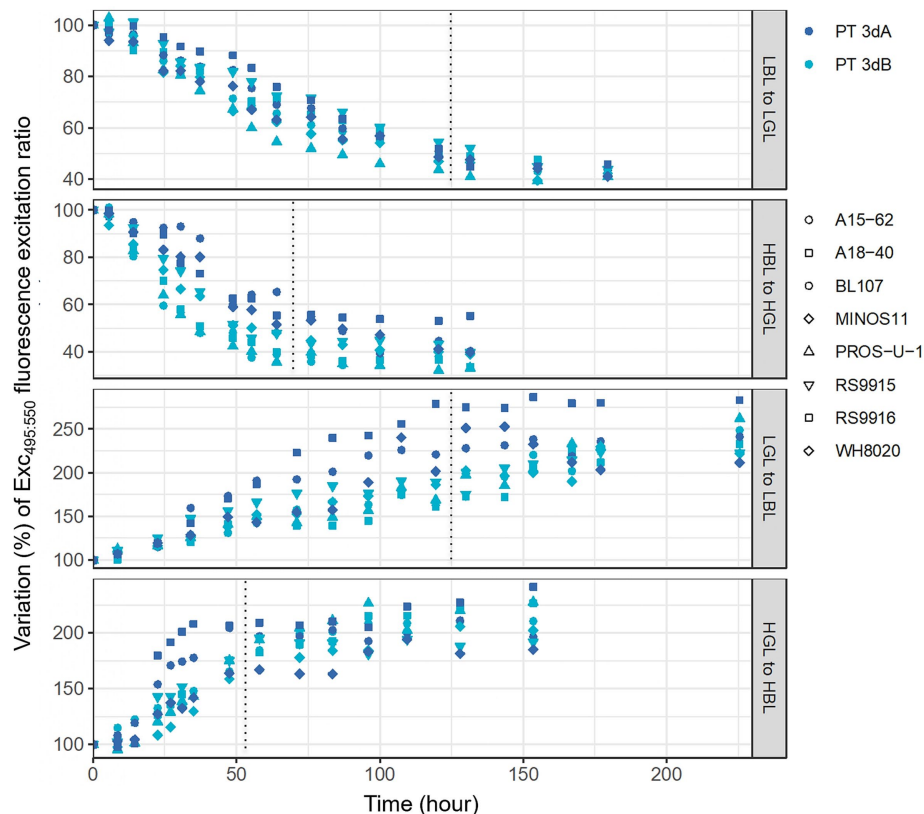 Variation (%) of Exc495:550 fluorescence excitation ratio
100
80
60
40
LBL to LGL
100
80
60
40
HBL to HGL
250
200
150
100
LGL to LBL
200
150
100
HGL to HBL
0 50 100 150 200
Time (hour)
PT 3dA
PT 3dB
A15−62
A18−40
BL107
MINOS11
PROS−U−1
RS9915
RS9916
WH8020